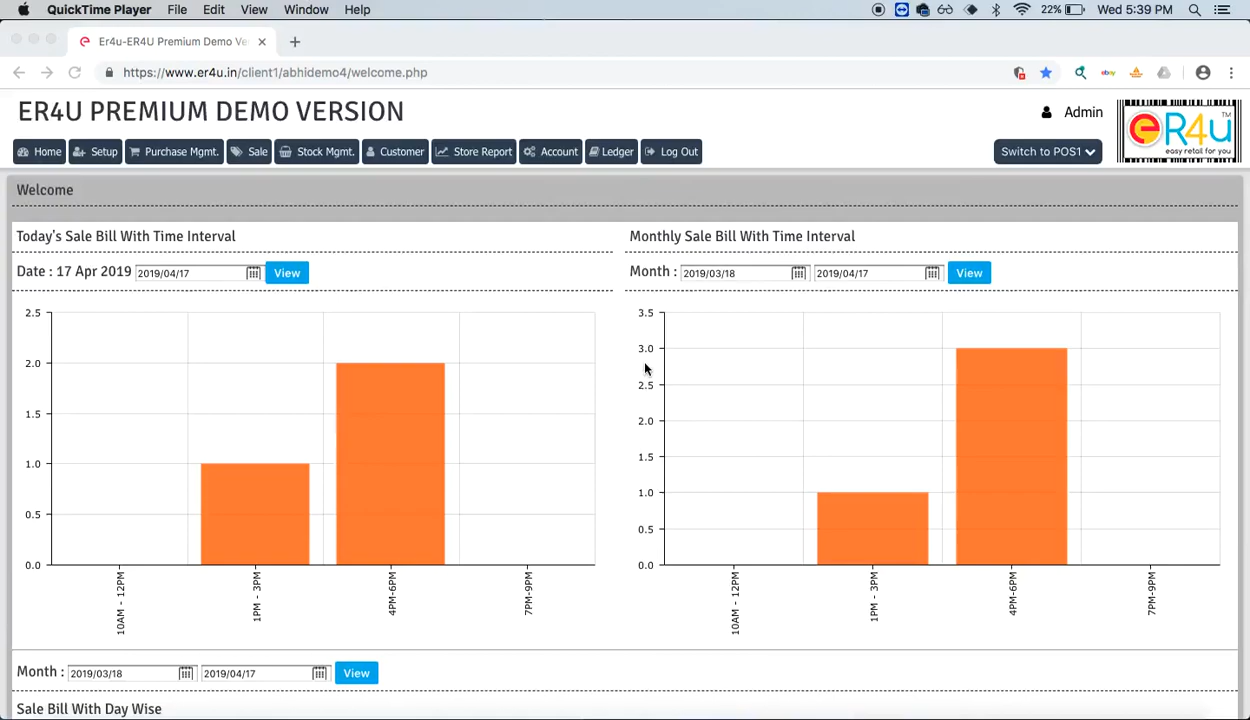 QuickTime Player File Edit View Window Help 22% Wed 5:39 PM
Er4u-ER4U Premium Demo Ve
https://www.er4u.in/client1/abhidemo4/welcome.php
ebay
ER4U PREMIUM DEMO VERSION
Admin
eR4u TM
easy retail for you
Home Setup Purchase Mgmt. Sale Stock Mgmt. Customer Store Report Account Ledger Log Out
Switch to POS1
Welcome
Today's Sale Bill With Time Interval
Date : 17 Apr 2019 2019/04/17 View
2.5
2.0
1.5
1.0
0.5
0.0
10AM - 12PM
1PM - 3PM
4PM-6PM
7PM-9PM
Monthly Sale Bill With Time Interval
Month : 2019/03/18 2019/04/17 View
3.5
3.0
2.5
2.0
1.5
1.0
0.5
0.0
10AM - 12PM
1PM - 3PM
4PM-6PM
7PM-9PM
Month : 2019/03/18 2019/04/17 View
Sale Bill With Day Wise